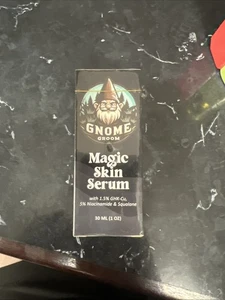 GNOME
GROOM
Magic
Skin
Serum
with 1.5% GHK-Cu,
5% Niacinamide & Squalane
30 ML (1 OZ)